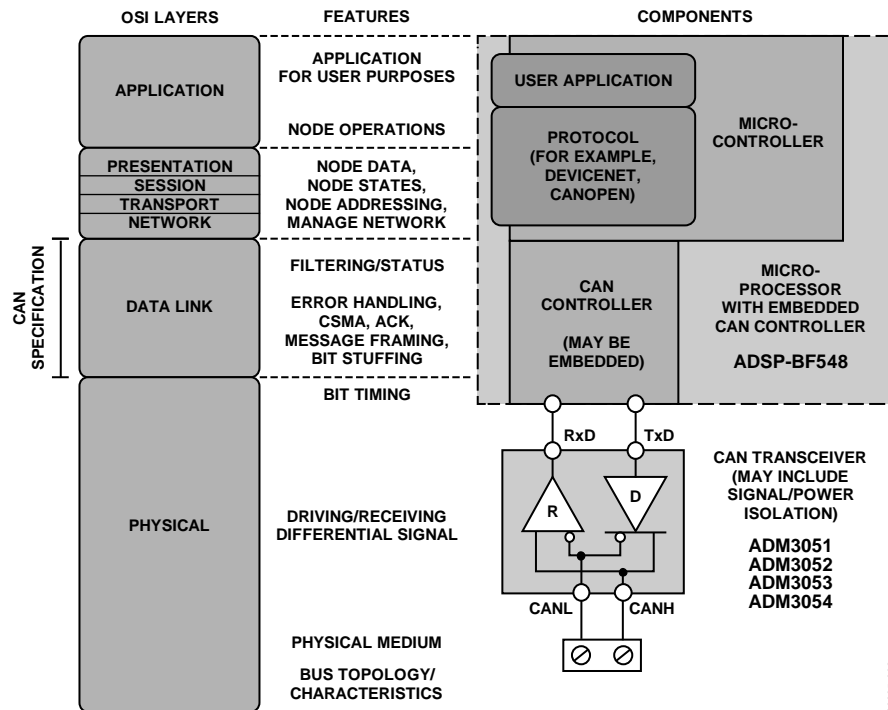 OSI LAYERS
FEATURES
COMPONENTS
APPLICATION
PRESENTATION
SESSION
TRANSPORT
NETWORK
CAN
SPECIFICATION
DATA LINK
PHYSICAL
APPLICATION
FOR USER PURPOSES
NODE OPERATIONS
NODE DATA,
NODE STATES,
NODE ADDRESSING,
MANAGE NETWORK
FILTERING/STATUS
ERROR HANDLING,
CSMA, ACK,
MESSAGE FRAMING,
BIT STUFFING
BIT TIMING
DRIVING/RECEIVING
DIFFERENTIAL SIGNAL
PHYSICAL MEDIUM
BUS TOPOLOGY/
CHARACTERISTICS
USER APPLICATION
PROTOCOL
(FOR EXAMPLE,
DEVICENET,
CANOPEN)
MICRO-
CONTROLLER
CAN
CONTROLLER
(MAY BE
EMBEDDED)
MICRO-
PROCESSOR
WITH EMBEDDED
CAN CONTROLLER
ADSP-BF548
RxD
TxD
R
D
CANL
CANH
CAN TRANSCEIVER
(MAY INCLUDE
SIGNAL/POWER
ISOLATION)
ADM3051
ADM3052
ADM3053
ADM3054